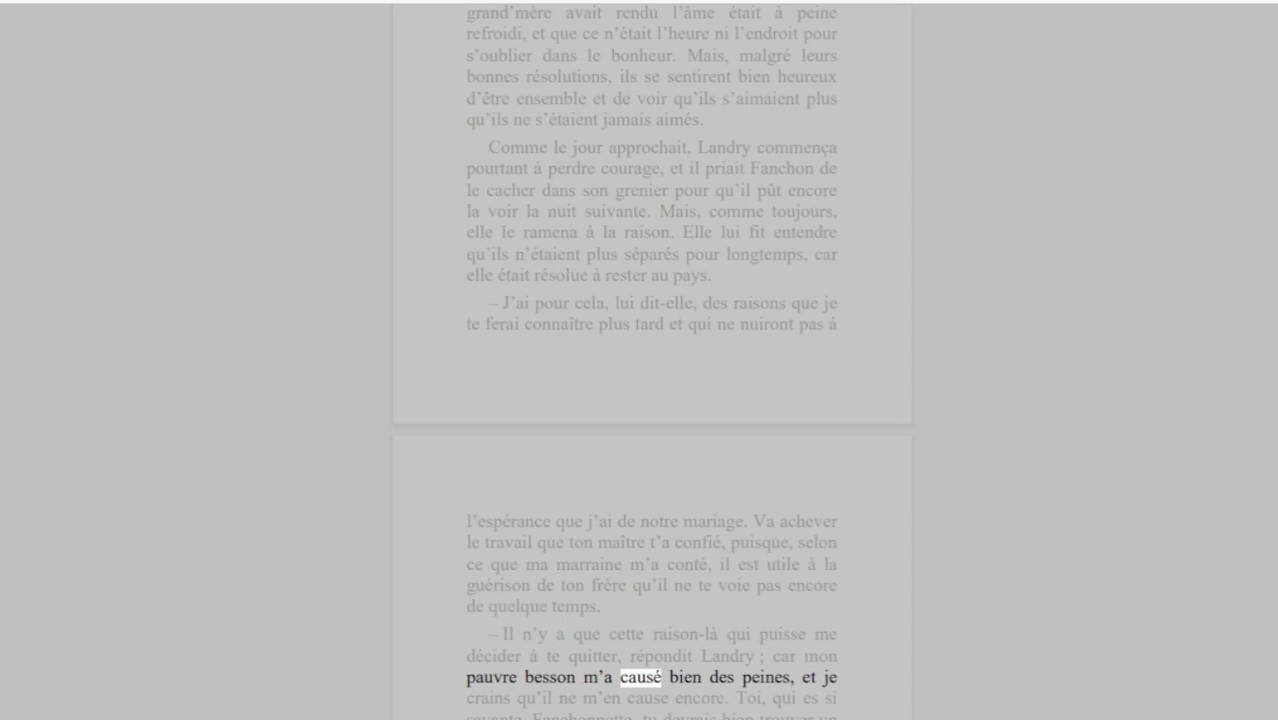 grand’mère avait rendu l’âme était à peine
refroidi, et que ce n’était l’heure ni l’endroit pour
s’oublier dans le bonheur. Mais, malgré leurs
bonnes résolutions, ils se sentirent bien heureux
d’être ensemble et de voir qu’ils s’aimaient plus
qu’ils ne s’étaient jamais aimés.
Comme le jour approchait, Landry commença
pourtant à perdre courage, et il priait Fanchon de
le cacher dans son grenier pour qu’il pût encore
la voir la nuit suivante. Mais, comme toujours,
elle le ramena à la raison. Elle lui fit entendre
qu’ils n’étaient plus séparés pour longtemps, car
elle était résolue à rester au pays.
– J’ai pour cela, lui dit-elle, des raisons que je
te ferai connaître plus tard et qui ne nuiront pas à
l’espérance que j’ai de notre mariage. Va achever
le travail que ton maître t’a confié, puisque, selon
ce que ma marraine m’a conté, il est utile à la
guérison de ton frère qu’il ne te voie pas encore
de quelque temps.
– Il n’y a que cette raison-là qui puisse me
décider à te quitter, répondit Landry ; car mon
pauvre besson m’a causé bien des peines, et je
crains qu’il ne m’en cause encore. Toi, qui es si
savante, Fanchonnette, tu devrais bien trouver un